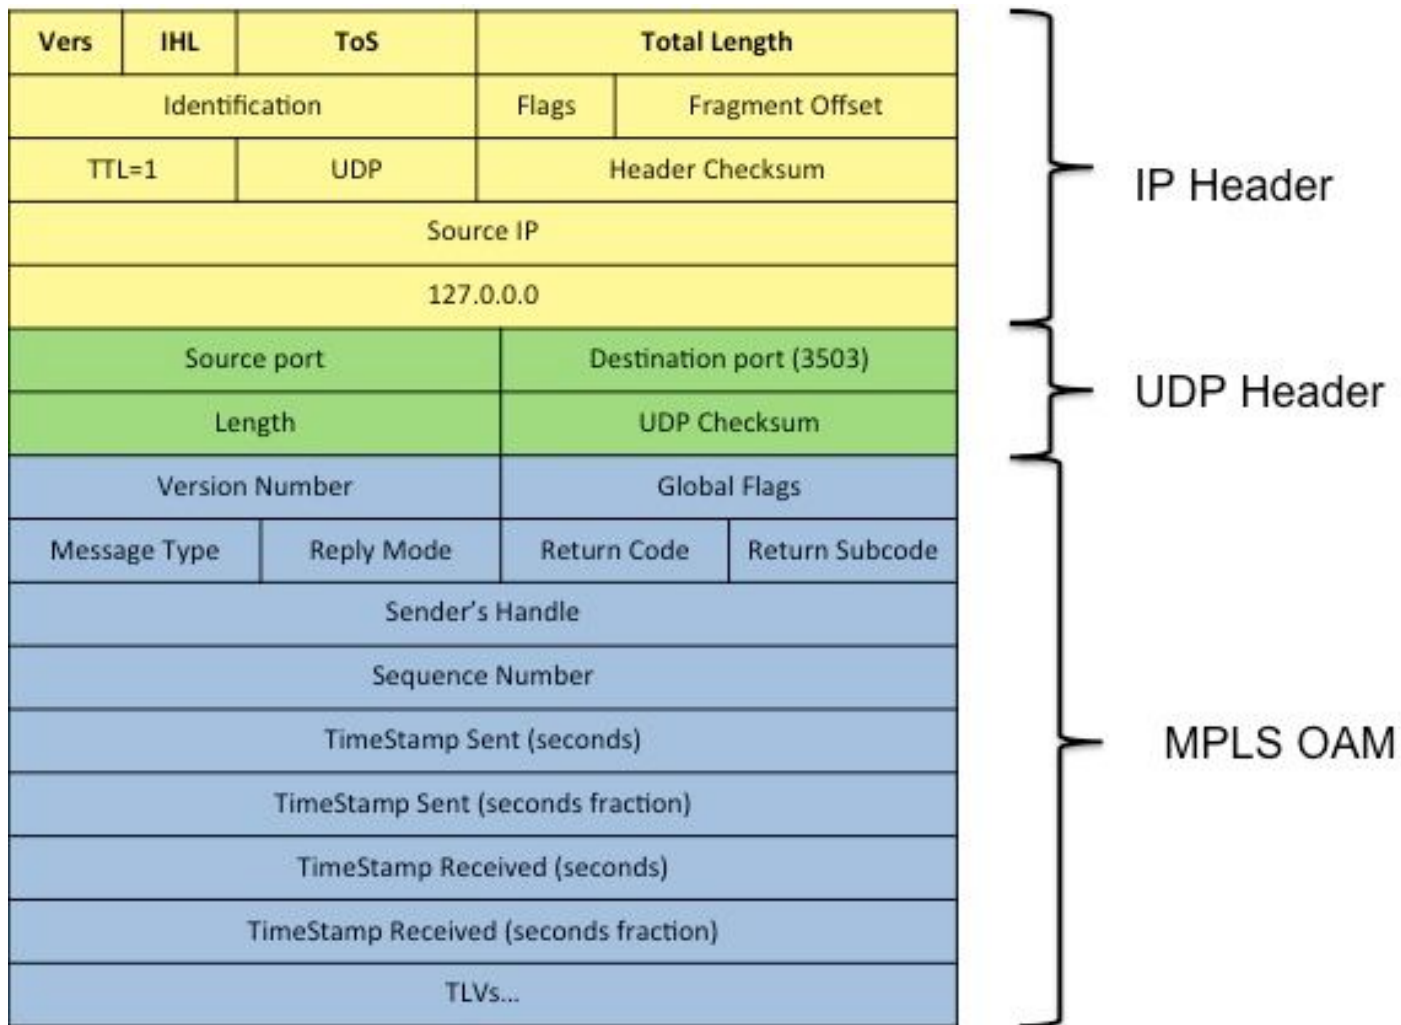 Vers IHL ToS Total Length
Identification Flags Fragment Offset
TTL=1 UDP Header Checksum
Source IP
127.0.0.0
IP Header
Source port Destination port (3503)
Length UDP Checksum
UDP Header
Version Number Global Flags
Message Type Reply Mode Return Code Return Subcode
Sender’s Handle
Sequence Number
TimeStamp Sent (seconds)
TimeStamp Sent (seconds fraction)
TimeStamp Received (seconds)
TimeStamp Received (seconds fraction)
TLVs...
MPLS OAM